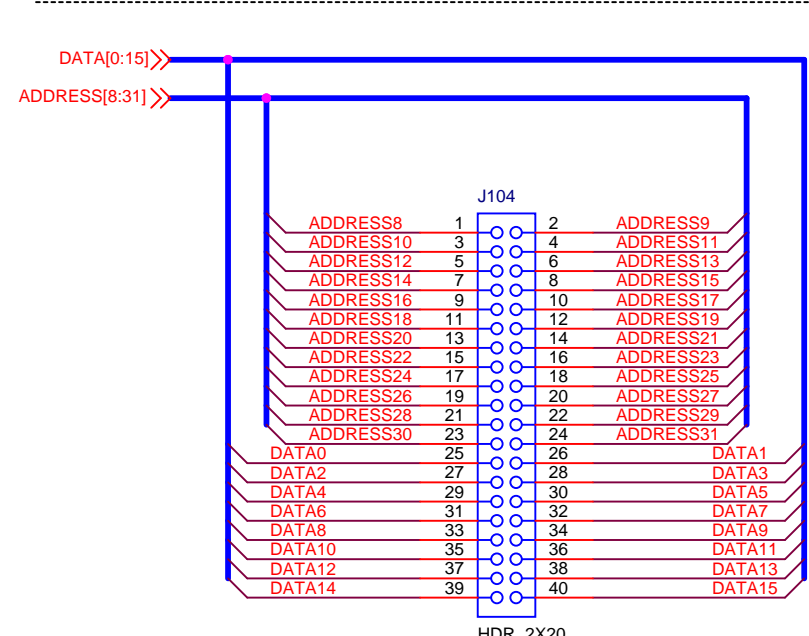 DATA[0:15]
ADDRESS[8:31]
J104
ADDRESS8 1 2 ADDRESS9
ADDRESS10 3 4 ADDRESS11
ADDRESS12 5 6 ADDRESS13
ADDRESS14 7 8 ADDRESS15
ADDRESS16 9 10 ADDRESS17
ADDRESS18 11 12 ADDRESS19
ADDRESS20 13 14 ADDRESS21
ADDRESS22 15 16 ADDRESS23
ADDRESS24 17 18 ADDRESS25
ADDRESS26 19 20 ADDRESS27
ADDRESS28 21 22 ADDRESS29
ADDRESS30 23 24 ADDRESS31
DATA0 25 26 DATA1
DATA2 27 28 DATA3
DATA4 29 30 DATA5
DATA6 31 32 DATA7
DATA8 33 34 DATA9
DATA10 35 36 DATA11
DATA12 37 38 DATA13
DATA14 39 40 DATA15
HDR 2X20